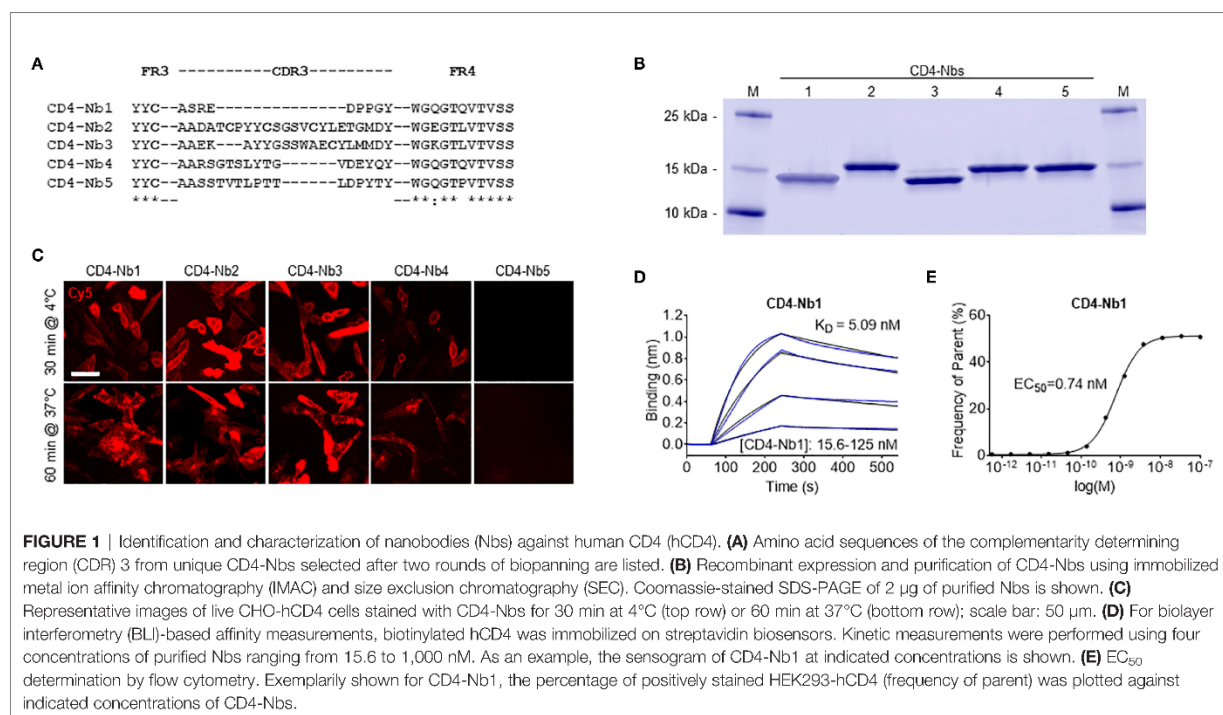 A
FR3 ----------CDR3---------- FR4
CD4-Nb1 YYC--ASRE----------------DPPGY--WGQGTQVTVSS
CD4-Nb2 YYC--AADATCPYYCSGSVCYLETGMDY--WGEGTLVTVSS
CD4-Nb3 YYC--AAEK----AYYGSSWAECYLMMDY--WGKGTLVTVSS
CD4-Nb4 YYC--AARSGTSLYTG-------VDEYQY--WGQGTQVTVSS
CD4-Nb5 YYC--AASSTVTLPTT------LDPYTY--WGQGTPVTVSS
***-- --**:** *****
B
CD4-Nbs
M 1 2 3 4 5 M
25 kDa -
15 kDa -
10 kDa -
C
CD4-Nb1 CD4-Nb2 CD4-Nb3 CD4-Nb4 CD4-Nb5
Cy5
30 min @ 4°C
60 min @ 37°C
D
CD4-Nb1
K_D = 5.09 nM
1.2
1.0
0.8
0.6
0.4
0.2
0.0
Binding (nm)
[CD4-Nb1]: 15.6-125 nM
0 100 200 300 400 500
Time (s)
E
CD4-Nb1
60
40
20
0
Frequency of Parent (%)
EC50=0.74 nM
10-12 10-11 10-10 10-9 10-8 10-7
log(M)
FIGURE 1 | Identification and characterization of nanobodies (Nbs) against human CD4 (hCD4). (A) Amino acid sequences of the complementarity determining
region (CDR) 3 from unique CD4-Nbs selected after two rounds of biopanning are listed. (B) Recombinant expression and purification of CD4-Nbs using immobilized
metal ion affinity chromatography (IMAC) and size exclusion chromatography (SEC). Coomassie-stained SDS-PAGE of 2 µg of purified Nbs is shown. (C)
Representative images of live CHO-hCD4 cells stained with CD4-Nbs for 30 min at 4°C (top row) or 60 min at 37°C (bottom row); scale bar: 50 µm. (D) For biolayer
interferometry (BLI)-based affinity measurements, biotinylated hCD4 was immobilized on streptavidin biosensors. Kinetic measurements were performed using four
concentrations of purified Nbs ranging from 15.6 to 1,000 nM. As an example, the sensogram of CD4-Nb1 at indicated concentrations is shown. (E) EC50
determination by flow cytometry. Exemplarily shown for CD4-Nb1, the percentage of positively stained HEK293-hCD4 (frequency of parent) was plotted against
indicated concentrations of CD4-Nbs.